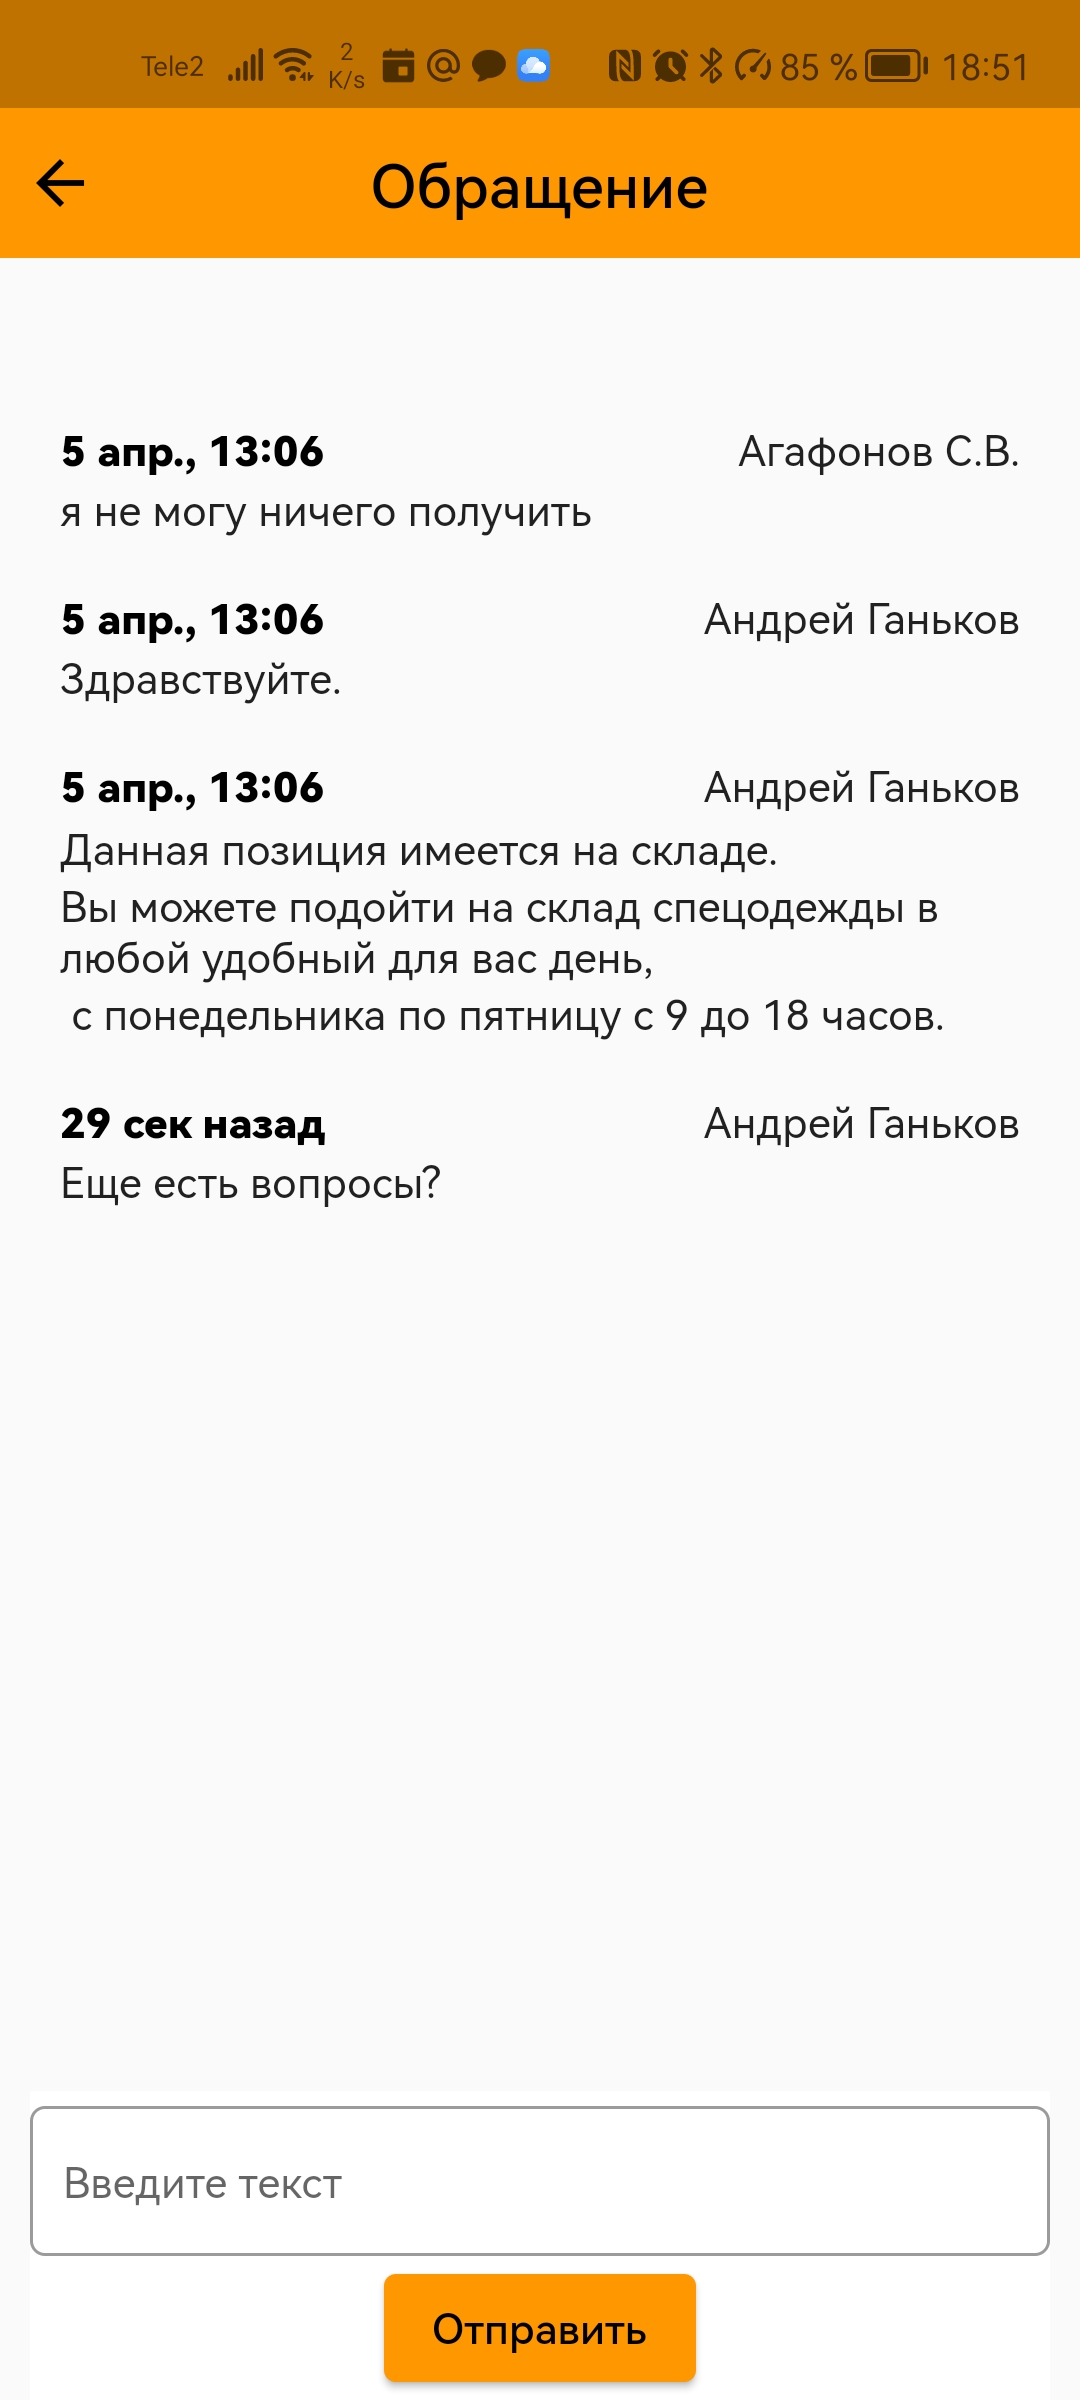 Tele2 2 K/s 85 % 18:51
Обращение
5 апр., 13:06 Агафонов С.В.
я не могу ничего получить
5 апр., 13:06 Андрей Ганьков
Здравствуйте.
5 апр., 13:06 Андрей Ганьков
Данная позиция имеется на складе.
Вы можете подойти на склад спецодежды в
любой удобный для вас день,
с понедельника по пятницу с 9 до 18 часов.
29 сек назад Андрей Ганьков
Еще есть вопросы?
Введите текст
Отправить